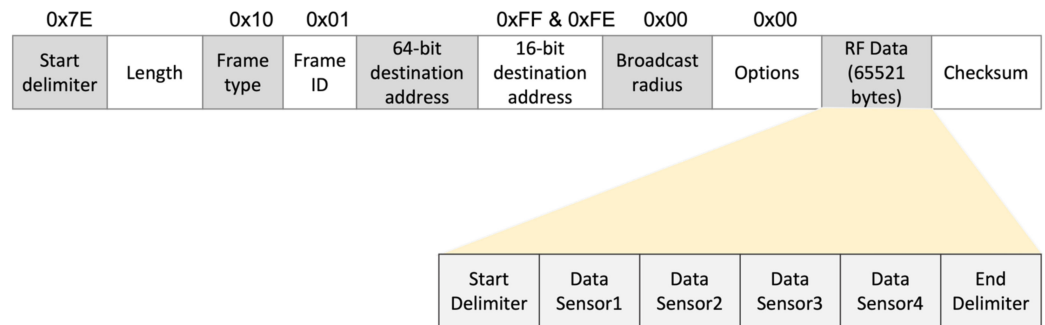 0x7E 0x10 0x01 0xFF & 0xFE 0x00 0x00
Start delimiter
Length
Frame type
Frame ID
64-bit destination address
16-bit destination address
Broadcast radius
Options
RF Data (65521 bytes)
Checksum
Start Delimiter
Data Sensor1
Data Sensor2
Data Sensor3
Data Sensor4
End Delimiter